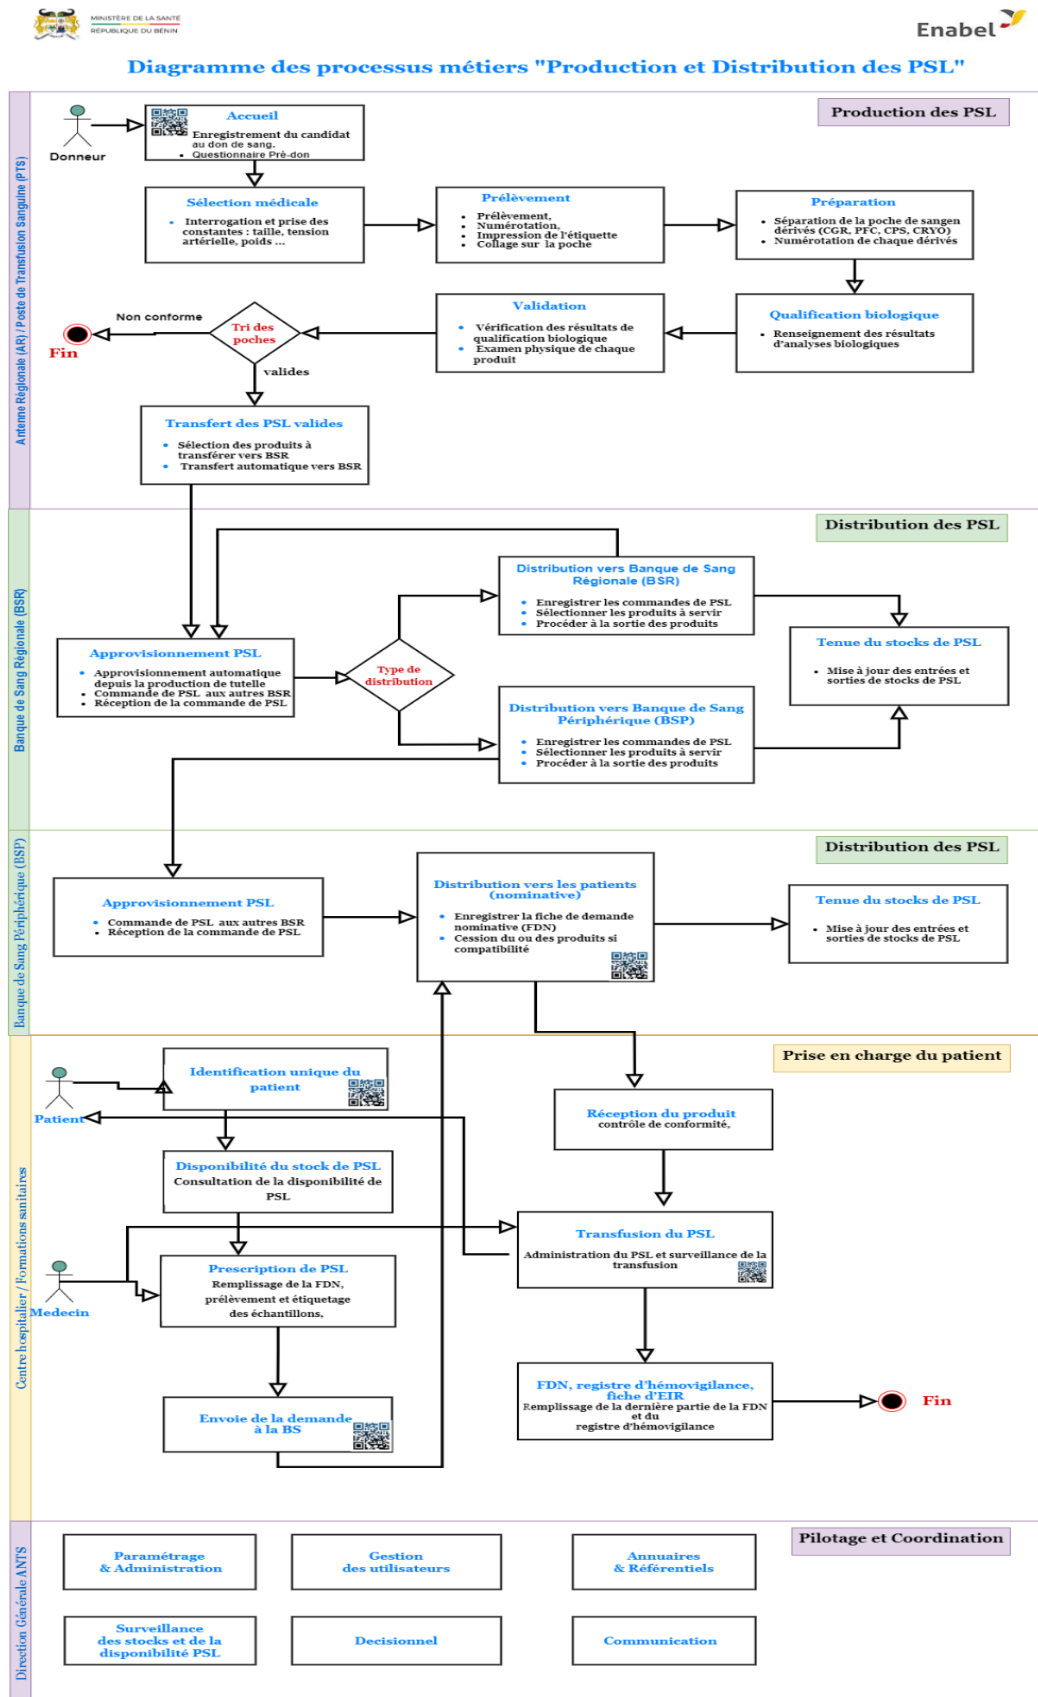 MINISTÈRE DE LA SANTÉ
RÉPUBLIQUE DU BÉNIN
Enabel
Diagramme des processus métiers "Production et Distribution des PSL"
Antenne Régionale (AR) / Poste de Transfusion Sanguine (PTS)
Production des PSL
Donneur
Accueil
Enregistrement du candidat
au don de sang.
• Questionnaire Pré-don
Sélection médicale
• Interrogation et prise des
constantes : taille, tension
artérielle, poids ...
Prélèvement
• Prélèvement,
• Numérotation,
• Impression de l'étiquette
• Collage sur la poche
Préparation
• Séparation de la poche de sangen
dérivés (CGR, PFC, CPS, CRYO)
• Numérotation de chaque dérivés
Non conforme
Fin
Tri des
poches
valides
Validation
• Vérification des résultats de
qualification biologique
• Examen physique de chaque
produit
Qualification biologique
• Renseignement des résultats
d'analyses biologiques
Transfert des PSL valides
• Sélection des produits à
transférer vers BSR
• Transfert automatique vers BSR
Banque de Sang Régionale (BSR)
Distribution des PSL
Distribution vers Banque de Sang
Régionale (BSR)
• Enregistrer les commandes de PSL
• Sélectionner les produits à servir
• Procéder à la sortie des produits
Approvisionnement PSL
• Approvisionnement automatique
depuis la production de tutelle
• Commande de PSL aux autres BSR
• Réception de la commande de PSL
Type de
distribution
Tenue du stocks de PSL
• Mise à jour des entrées et
sorties de stocks de PSL
Distribution vers Banque de Sang
Périphérique (BSP)
• Enregistrer les commandes de PSL
• Sélectionner les produits à servir
• Procéder à la sortie des produits
Banque de Sang Périphérique (BSP)
Distribution des PSL
Approvisionnement PSL
• Commande de PSL aux autres BSR
• Réception de la commande de PSL
Distribution vers les patients
(nominative)
• Enregistrer la fiche de demande
nominative (FDN)
• Cession du ou des produits si
compatibilité
Tenue du stocks de PSL
• Mise à jour des entrées et
sorties de stocks de PSL
Centre hospitalier / Formations sanitaires
Prise en charge du patient
Patient
Identification unique du
patient
Réception du produit
contrôle de conformité,
Disponibilité du stock de PSL
Consultation de la disponibilité de
PSL
Transfusion du PSL
Administration du PSL et surveillance de la
transfusion
Medecin
Prescription de PSL
Remplissage de la FDN,
prélèvement et étiquetage
des échantillons,
FDN, registre d'hémovigilance,
fiche d'EIR
Remplissage de la dernière partie de la FDN
et du
registre d'hémovigilance
Fin
Envoie de la demande
à la BS
Direction Générale ANTS
Pilotage et Coordination
Paramétrage
& Administration
Gestion
des utilisateurs
Annuaires
& Référentiels
Surveillance
des stocks et de la
disponibilité PSL
Decisionnel
Communication